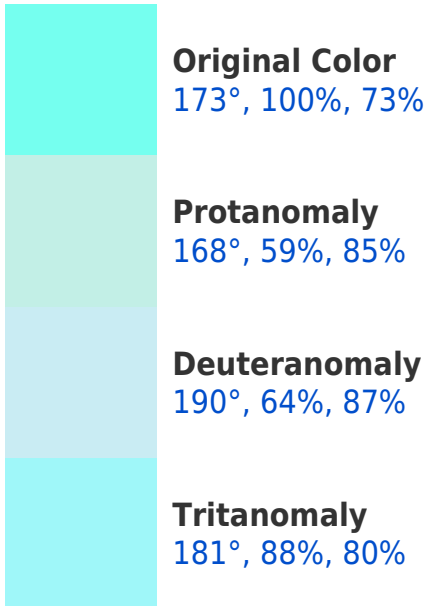 Original Color
173°, 100%, 73%
Protanomaly
168°, 59%, 85%
Deuteranomaly
190°, 64%, 87%
Tritanomaly
181°, 88%, 80%